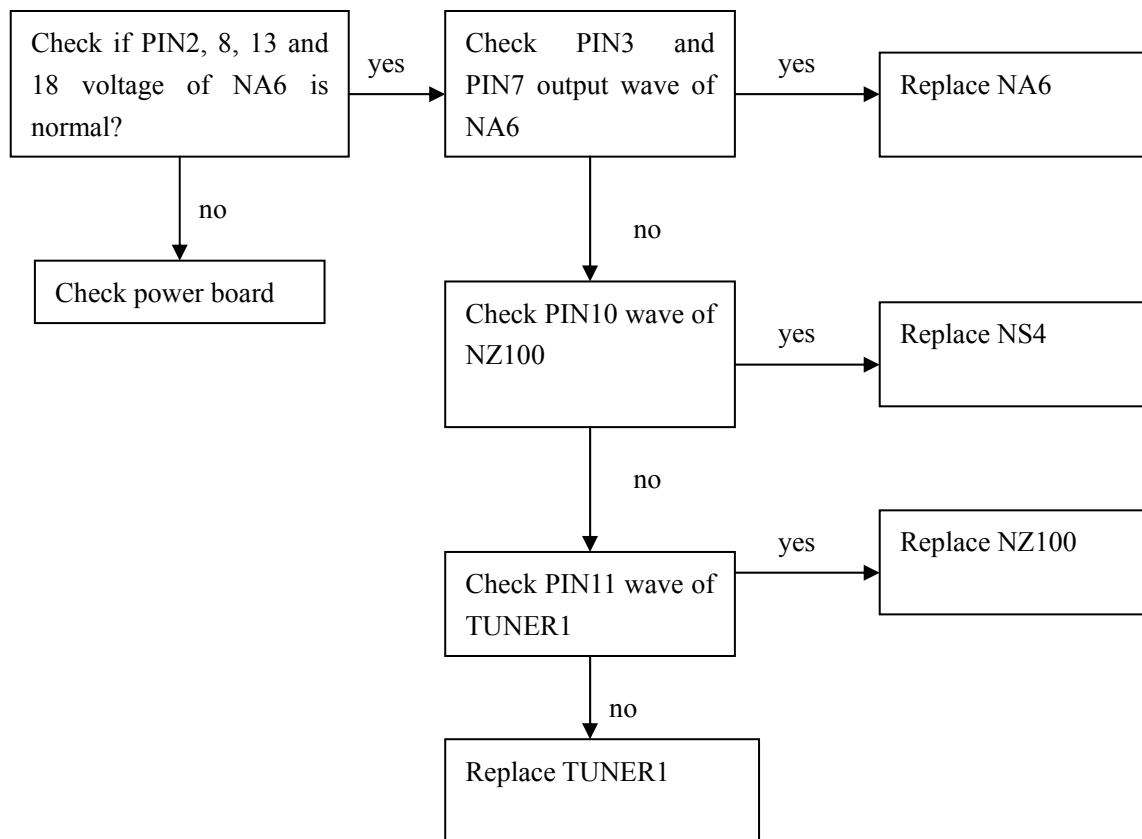 Check if PIN2, 8, 13 and
18 voltage of NA6 is
normal?
yes
Check PIN3 and
PIN7 output wave of
NA6
yes
Replace NA6
no
Check power board
no
Check PIN10 wave of
NZ100
yes
Replace NS4
no
Check PIN11 wave of
TUNER1
yes
Replace NZ100
no
Replace TUNER1